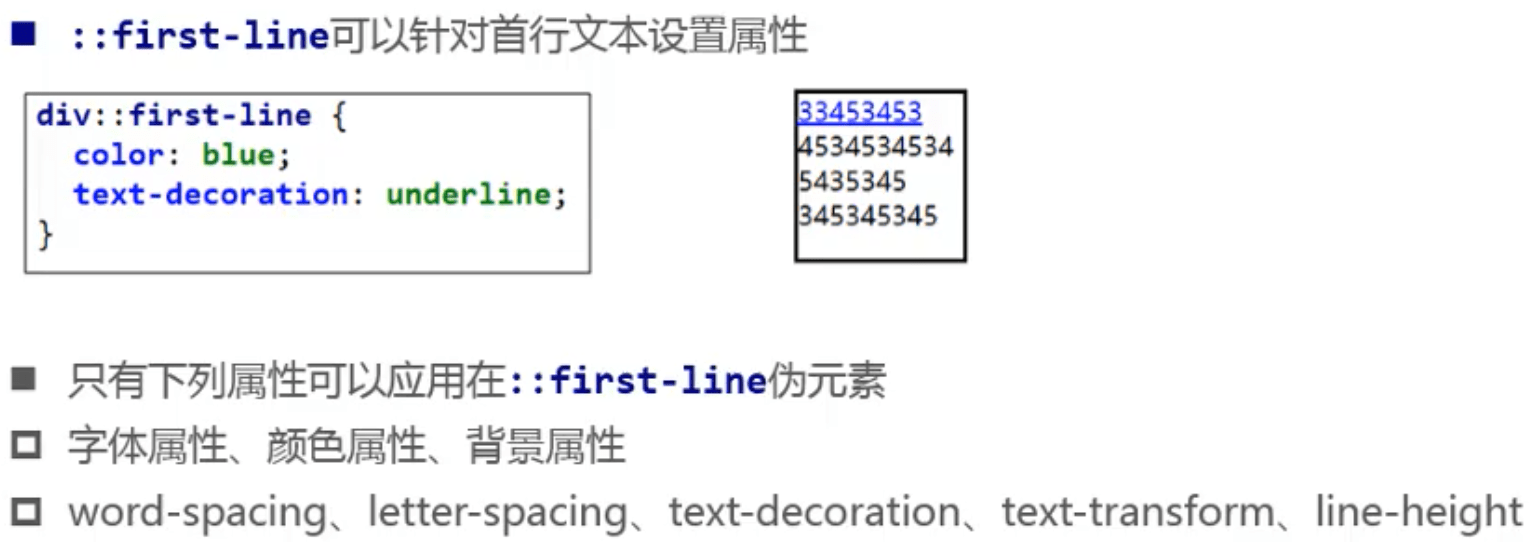 ::first-line可以针对首行文本设置属性
div::first-line {
  color: blue;
  text-decoration: underline;
}
33453453
4534534534
5435345
345345345
只有下列属性可以应用在::first-line伪元素
字体属性、颜色属性、背景属性
word-spacing、letter-spacing、text-decoration、text-transform、line-height